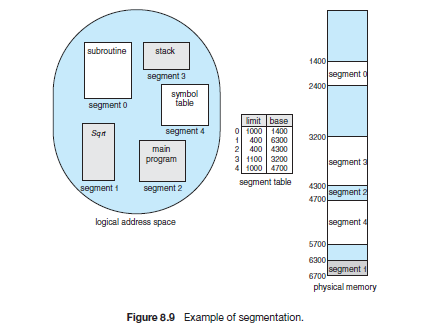 subroutine
segment 0
stack
segment 3
symbol
table
segment 4
Sqrt
segment 1
main
program
segment 2
logical address space
limit base
0 1000 1400
1 400 6300
2 400 4300
3 1100 3200
4 1000 4700
segment table
1400
segment 0
2400
3200
segment 3
4300
segment 2
4700
segment 4
5700
6300
segment 1
6700
physical memory
Figure 8.9 Example of segmentation.